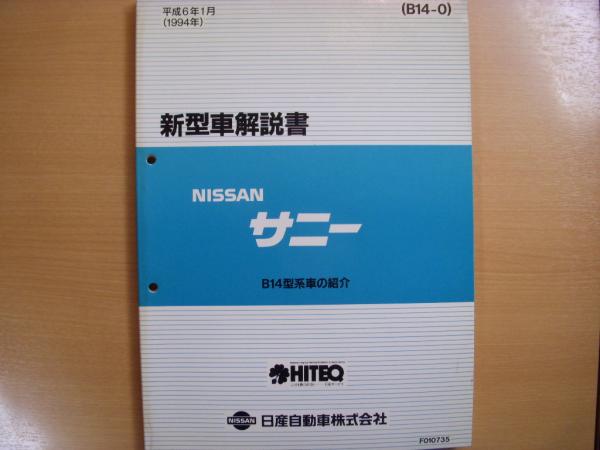 平成6年1月
(1994年)
(B14-0)
新型車解説書
NISSAN
サニー
B14型系車の紹介
HITEQ
NISSAN
日産自動車株式会社
F010735